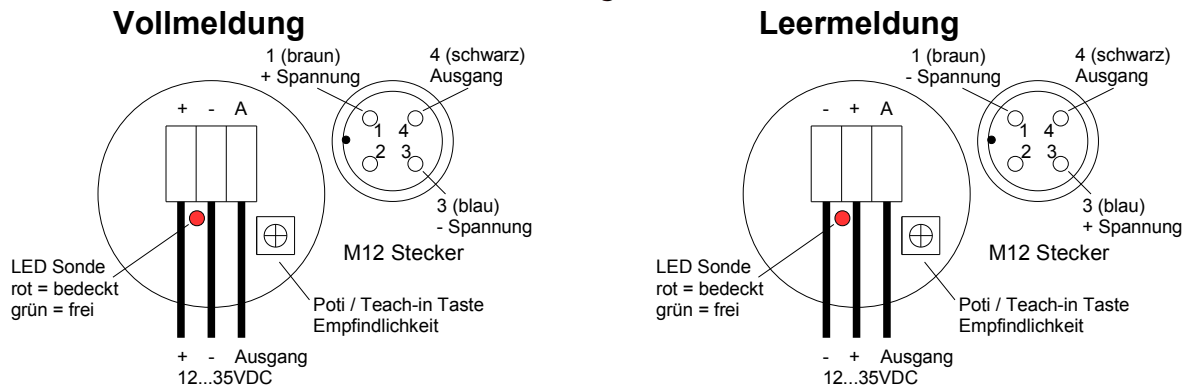 Vollmeldung
1 (braun)
+ Spannung
4 (schwarz)
Ausgang
+ - A
1 4
2 3
3 (blau)
- Spannung
M12 Stecker
LED Sonde
rot = bedeckt
grün = frei
Poti / Teach-in Taste
Empfindlichkeit
+ - Ausgang
12...35VDC
Leermeldung
1 (braun)
- Spannung
4 (schwarz)
Ausgang
- + A
1 4
2 3
3 (blau)
+ Spannung
M12 Stecker
LED Sonde
rot = bedeckt
grün = frei
Poti / Teach-in Taste
Empfindlichkeit
- + Ausgang
12...35VDC